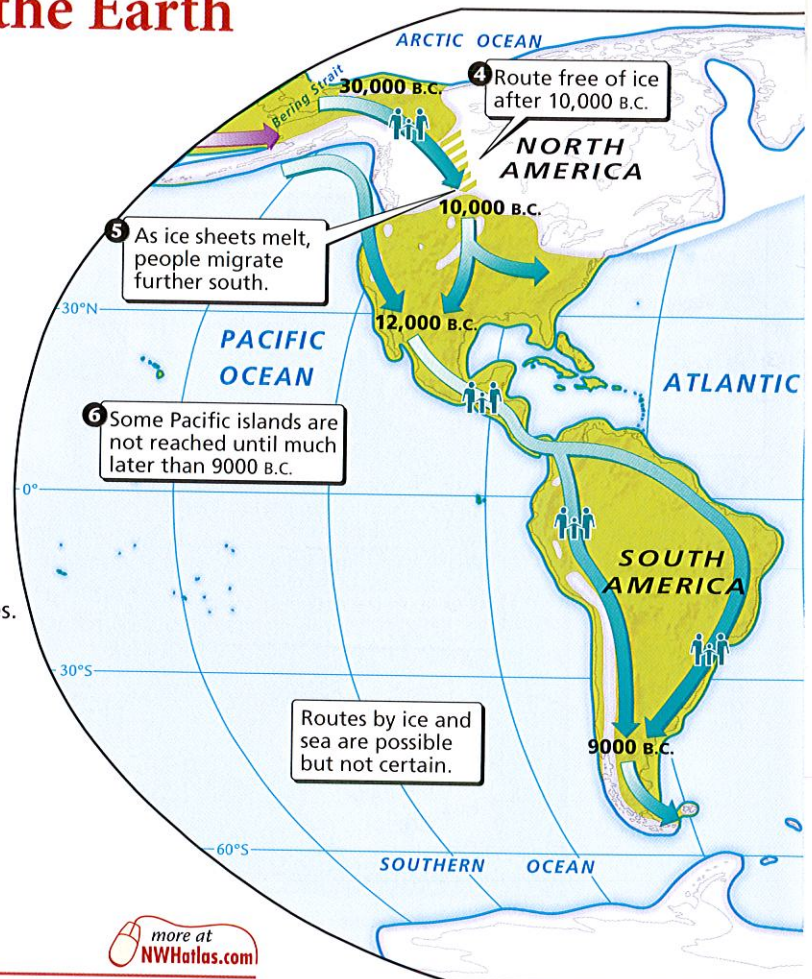 the Earth
ARCTIC OCEAN
Bering Strait
30,000 B.C.
4 Route free of ice
after 10,000 B.C.
NORTH
AMERICA
10,000 B.C.
5 As ice sheets melt,
people migrate
further south.
30°N
12,000 B.C.
PACIFIC
OCEAN
ATLANTIC
6 Some Pacific islands are
not reached until much
later than 9000 B.C.
0°
SOUTH
AMERICA
s.
30°S
Routes by ice and
sea are possible
but not certain.
9000 B.C.
60°S
SOUTHERN OCEAN
more at
NWHatlas.com